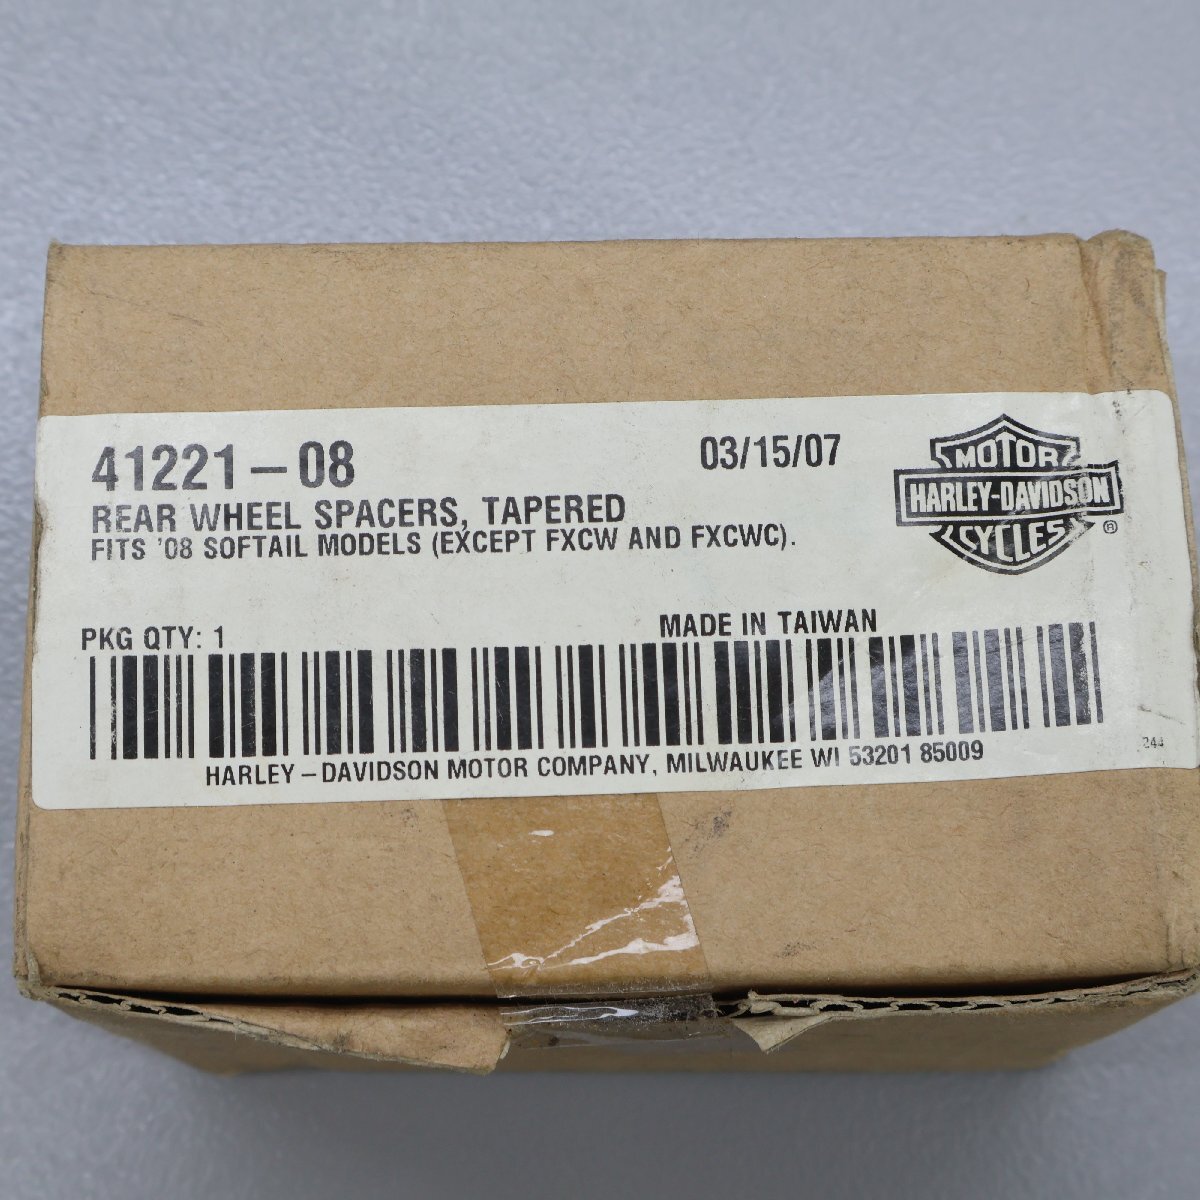 41221-08
03/15/07
REAR WHEEL SPACERS, TAPERED
FITS '08 SOFTAIL MODELS (EXCEPT FXCW AND FXCWC).
MOTOR
HARLEY-DAVIDSON
CYCLES
®
PKG QTY: 1
MADE IN TAIWAN
HARLEY-DAVIDSON MOTOR COMPANY, MILWAUKEE WI 53201 85009
244